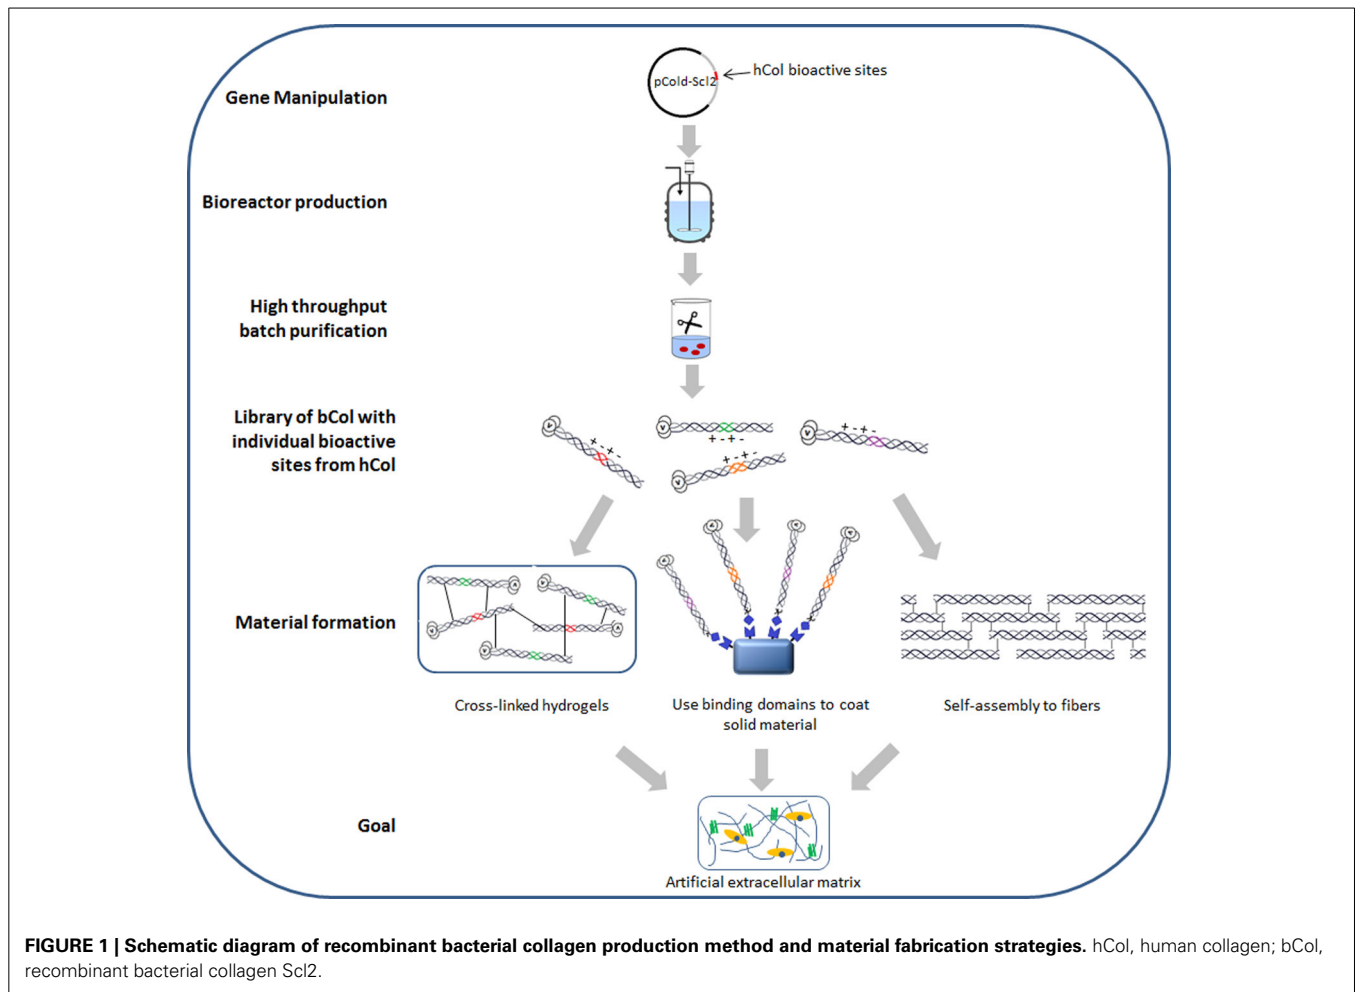 Gene Manipulation
pCold-Scl2
hCol bioactive sites
Bioreactor production
High throughput
batch purification
Library of bCol with
individual bioactive
sites from hCol
V
+ - + -
V
+ - + -
V
+ - + -
V
+ - + -
Material formation
Cross-linked hydrogels
Use binding domains to coat
solid material
Self-assembly to fibers
Goal
Artificial extracellular matrix
FIGURE 1 | Schematic diagram of recombinant bacterial collagen production method and material fabrication strategies. hCol, human collagen; bCol,
recombinant bacterial collagen Scl2.